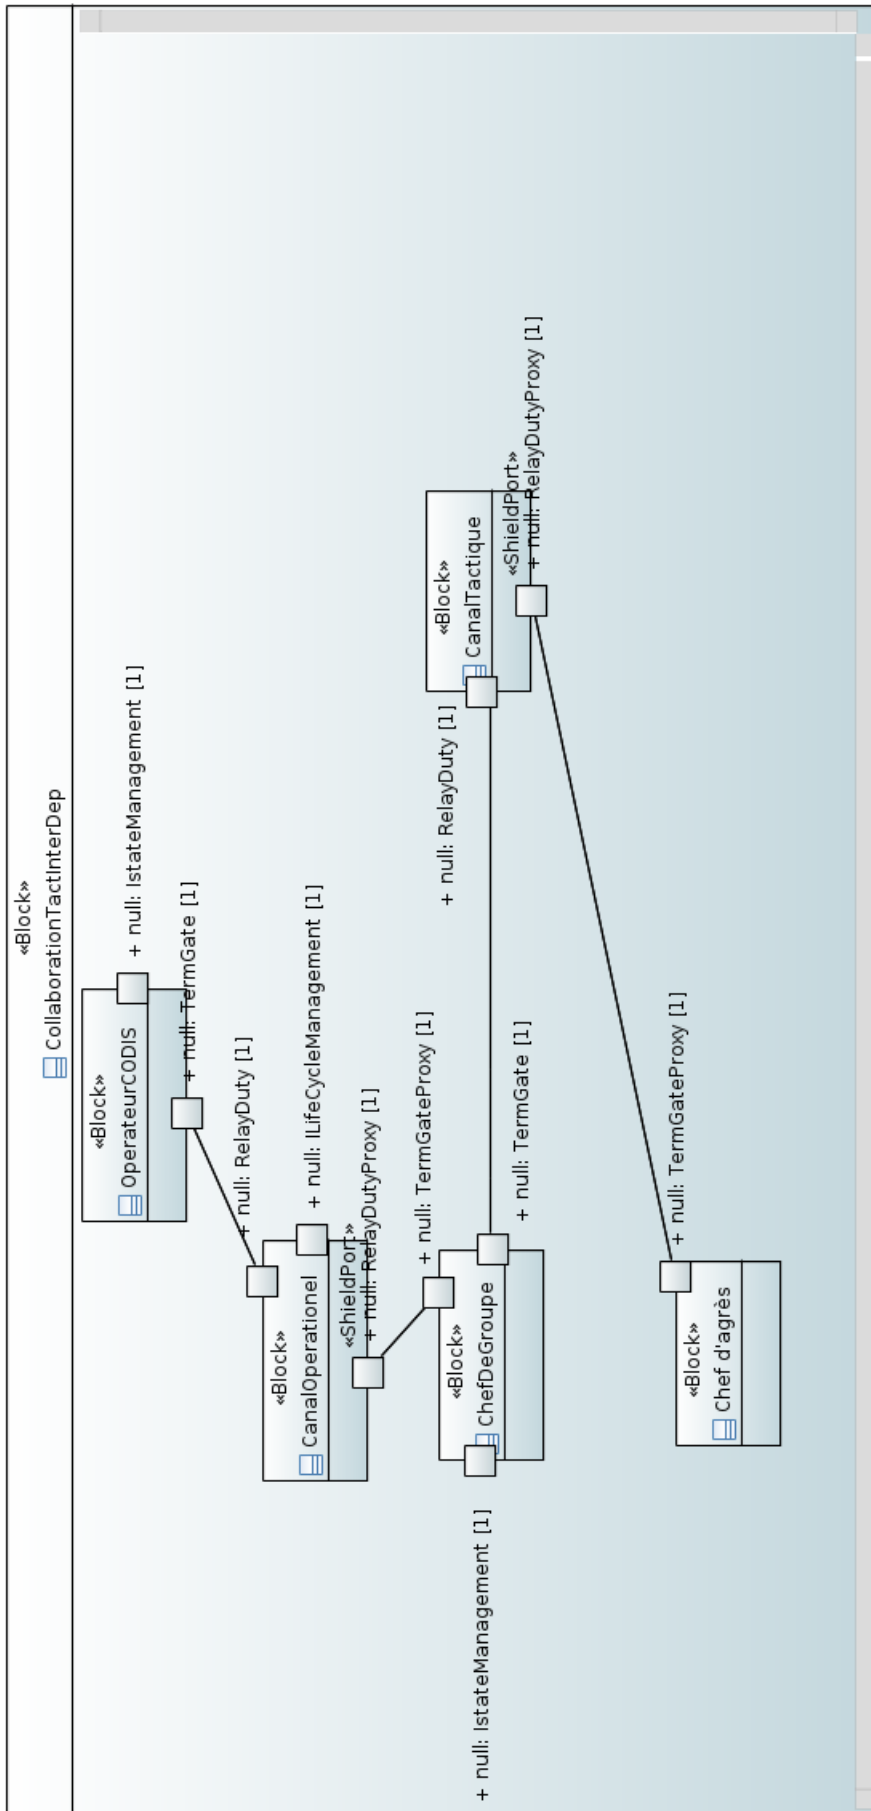 «Block»
CollaborationTactInterDep
«Block»
OperateurCODIS
+ null: IstateManagement [1]
+ null: TermGate [1]
+ null: RelayDuty [1]
«Block»
CanalOperationel
+ null: ILifeCycleManagement [1]
«ShieldPort»
+ null: RelayDutyProxy [1]
+ null: TermGateProxy [1]
«Block»
ChefDeGroupe
+ null: IstateManagement [1]
+ null: TermGate [1]
+ null: RelayDuty [1]
«Block»
CanalTactique
«ShieldPort»
+ null: RelayDutyProxy [1]
+ null: TermGateProxy [1]
«Block»
Chef d'agrès